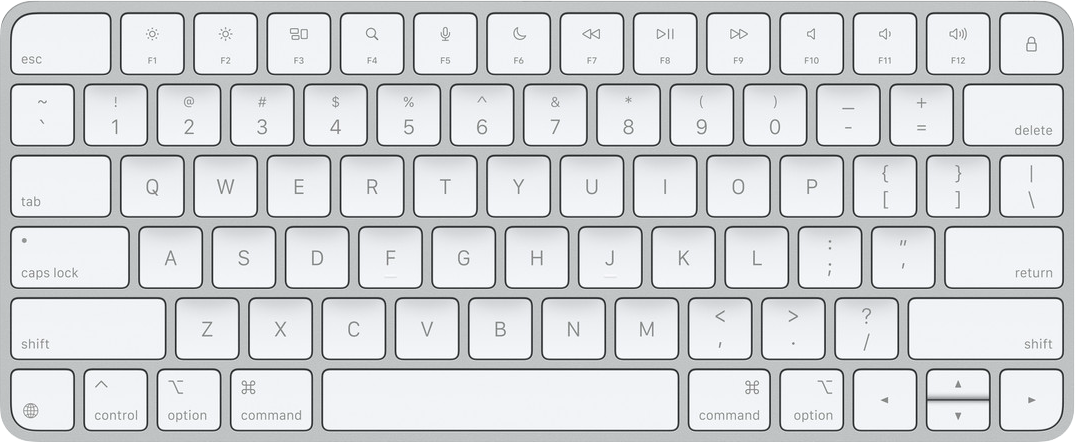 esc F1 F2 F3 F4 F5 F6 F7 F8 F9 F10 F11 F12
~ ! @ # $ % ^ & * ( ) _ +
` 1 2 3 4 5 6 7 8 9 0 - = delete
tab Q W E R T Y U I O P { [ } ] | \
caps lock A S D F G H J K L : ; " ' return
shift Z X C V B N M < , > . ? / shift
^ control ⌥ option ⌘ command ⌘ command ⌥ option ◀ ▲ ▼ ▶